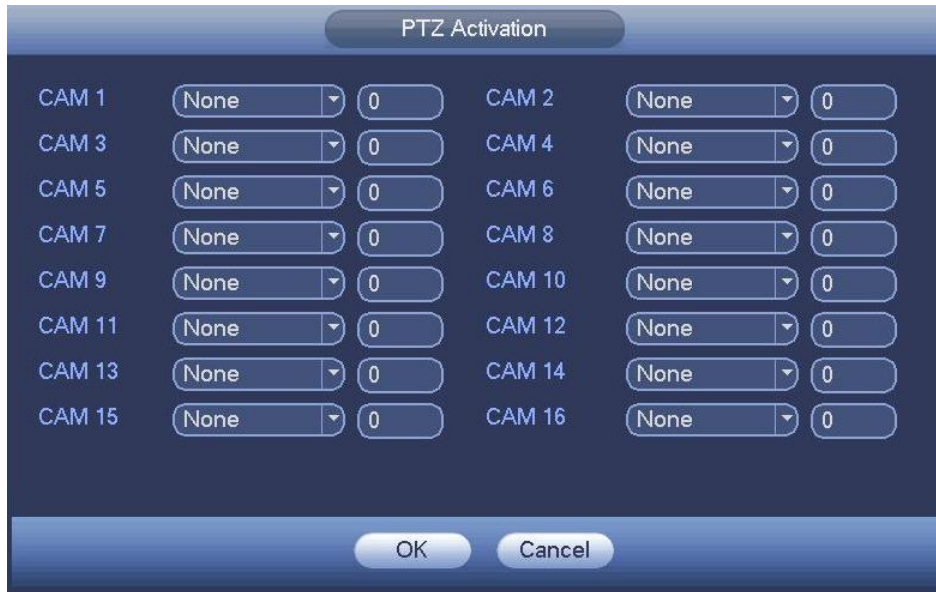 PTZ Activation
CAM 1 None 0 CAM 2 None 0
CAM 3 None 0 CAM 4 None 0
CAM 5 None 0 CAM 6 None 0
CAM 7 None 0 CAM 8 None 0
CAM 9 None 0 CAM 10 None 0
CAM 11 None 0 CAM 12 None 0
CAM 13 None 0 CAM 14 None 0
CAM 15 None 0 CAM 16 None 0
OK Cancel